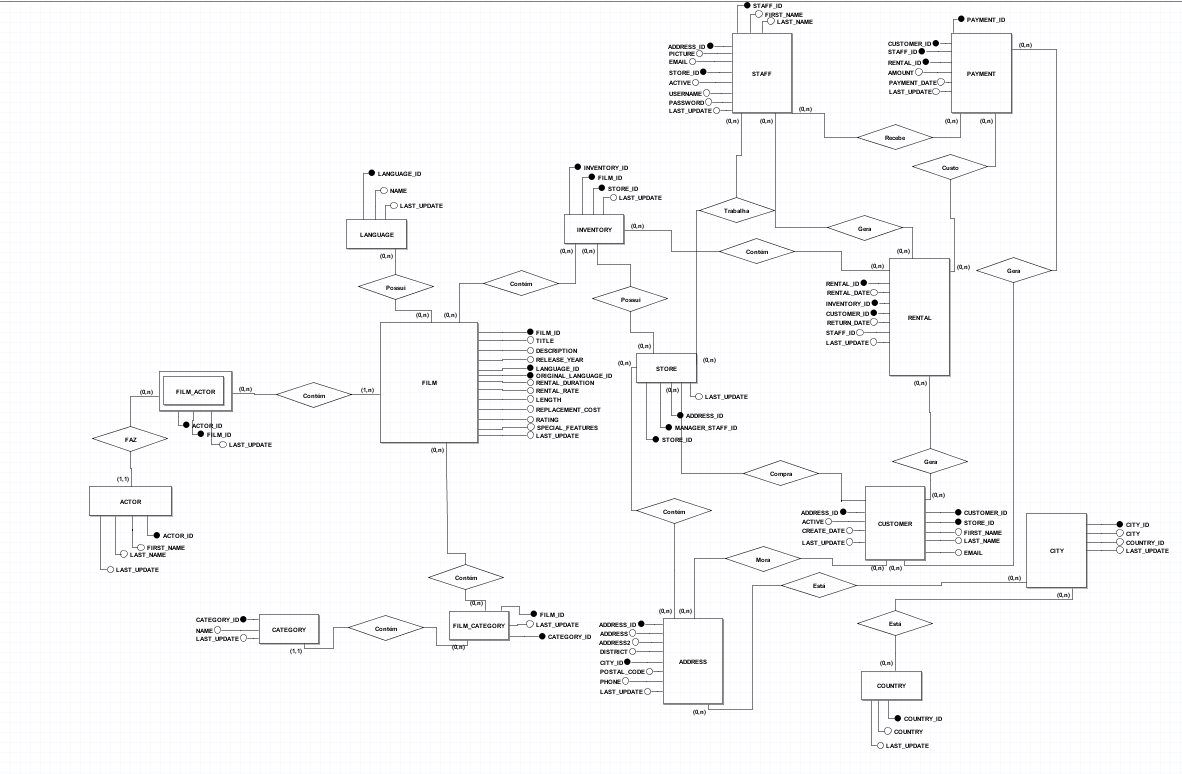 STAFF_ID
FIRST_NAME
LAST_NAME
ADDRESS_ID
PICTURE
EMAIL
STORE_ID
ACTIVE
USERNAME
PASSWORD
LAST_UPDATE
STAFF
(0,n)
(0,n)
(0,n)
PAYMENT_ID
CUSTOMER_ID
STAFF_ID
RENTAL_ID
AMOUNT
PAYMENT_DATE
LAST_UPDATE
PAYMENT
(0,n)
(0,n)
(0,n)
Recebe
Custo
LANGUAGE_ID
NAME
LAST_UPDATE
LANGUAGE
(0,n)
INVENTORY_ID
FILM_ID
STORE_ID
LAST_UPDATE
INVENTORY
(0,n)
(0,n)
(0,n)
Trabalha
Gera
Contém
Gera
Possui
Contém
Possui
(0,n)
(0,n)
(0,n)
RENTAL_ID
RENTAL_DATE
INVENTORY_ID
CUSTOMER_ID
RETURN_DATE
STAFF_ID
LAST_UPDATE
RENTAL
(0,n)
(0,n)
(0,n)
FILM
FILM_ID
TITLE
DESCRIPTION
RELEASE_YEAR
LANGUAGE_ID
ORIGINAL_LANGUAGE_ID
RENTAL_DURATION
RENTAL_RATE
LENGTH
REPLACEMENT_COST
RATING
SPECIAL_FEATURES
LAST_UPDATE
(1,n)
(0,n)
(0,n)
(0,n)
(0,n)
(0,n)
STORE
LAST_UPDATE
ADDRESS_ID
MANAGER_STAFF_ID
STORE_ID
(0,n)
FILM_ACTOR
(0,n)
Contém
ACTOR_ID
FILM_ID
LAST_UPDATE
FAZ
(1,1)
ACTOR
ACTOR_ID
FIRST_NAME
LAST_NAME
LAST_UPDATE
Gera
Compra
(0,n)
ADDRESS_ID
ACTIVE
CREATE_DATE
LAST_UPDATE
CUSTOMER
CUSTOMER_ID
STORE_ID
FIRST_NAME
LAST_NAME
EMAIL
(0,n)
(0,n)
Contém
Mora
Está
CITY
CITY_ID
CITY
COUNTRY_ID
LAST_UPDATE
(0,n)
(0,n)
Contém
(0,n)
FILM_CATEGORY
FILM_ID
LAST_UPDATE
CATEGORY_ID
(0,n)
Contém
CATEGORY_ID
NAME
LAST_UPDATE
CATEGORY
(1,1)
(0,n)
(0,n)
ADDRESS_ID
ADDRESS
ADDRESS2
DISTRICT
CITY_ID
POSTAL_CODE
PHONE
LAST_UPDATE
ADDRESS
(0,n)
Está
(0,n)
COUNTRY
COUNTRY_ID
COUNTRY
LAST_UPDATE